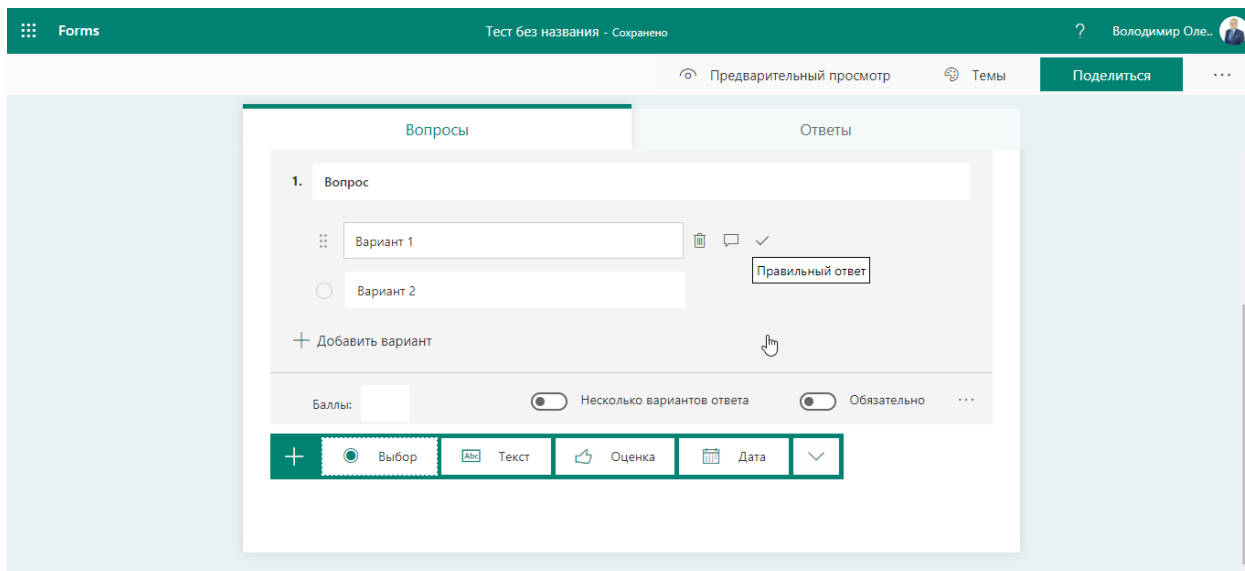 Forms
Тест без названия - Сохранено
?
Володимир Оле..
Предварительный просмотр
Темы
Поделиться
...
Вопросы
Ответы
1. Вопрос
Вариант 1
Правильный ответ
Вариант 2
+ Добавить вариант
Баллы:
Несколько вариантов ответа
Обязательно
...
+
Выбор
Abc Текст
Оценка
Дата